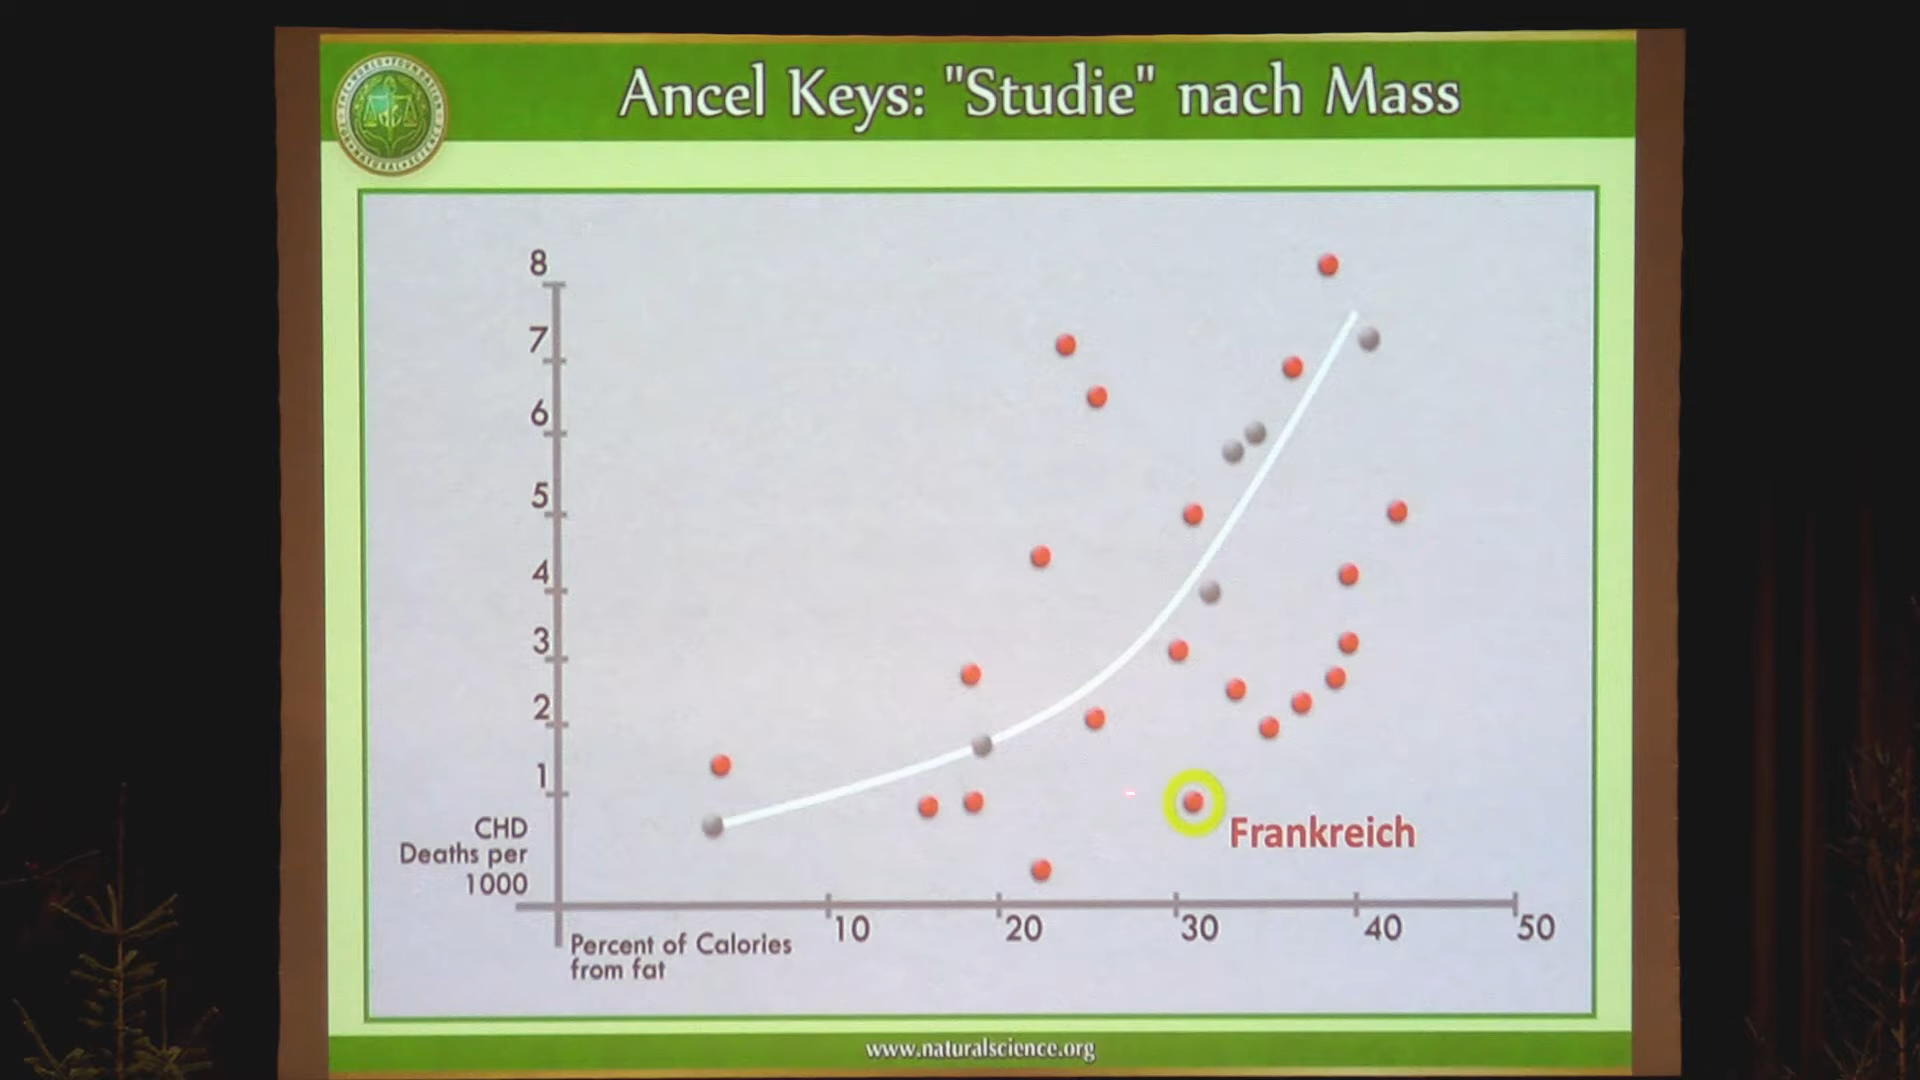 Ancel Keys: "Studie" nach Mass
8
7
6
5
4
3
2
1
CHD
Deaths per
1000
Frankreich
10
20
30
40
50
Percent of Calories
from fat
www.naturalscience.org